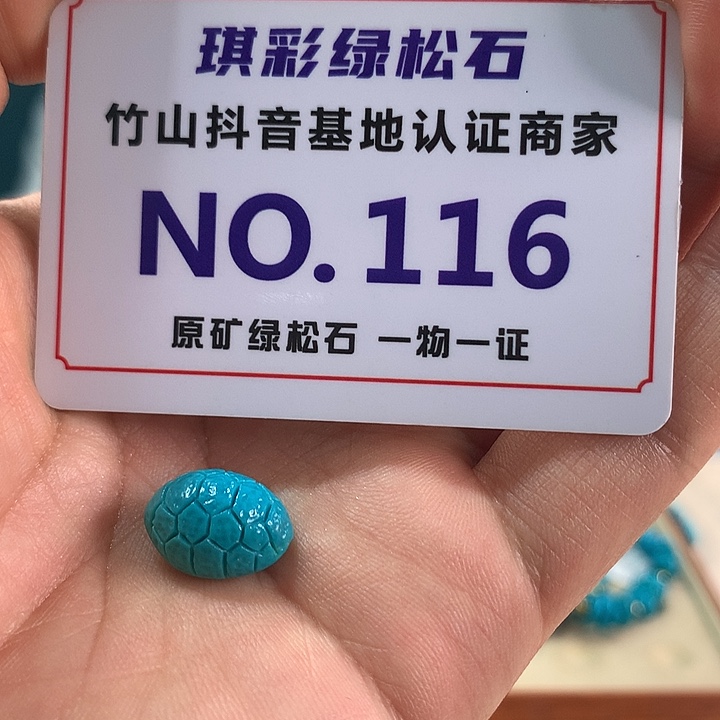 琪彩绿松石
竹山抖音基地认证商家
NO.116
原矿绿松石 一物一证